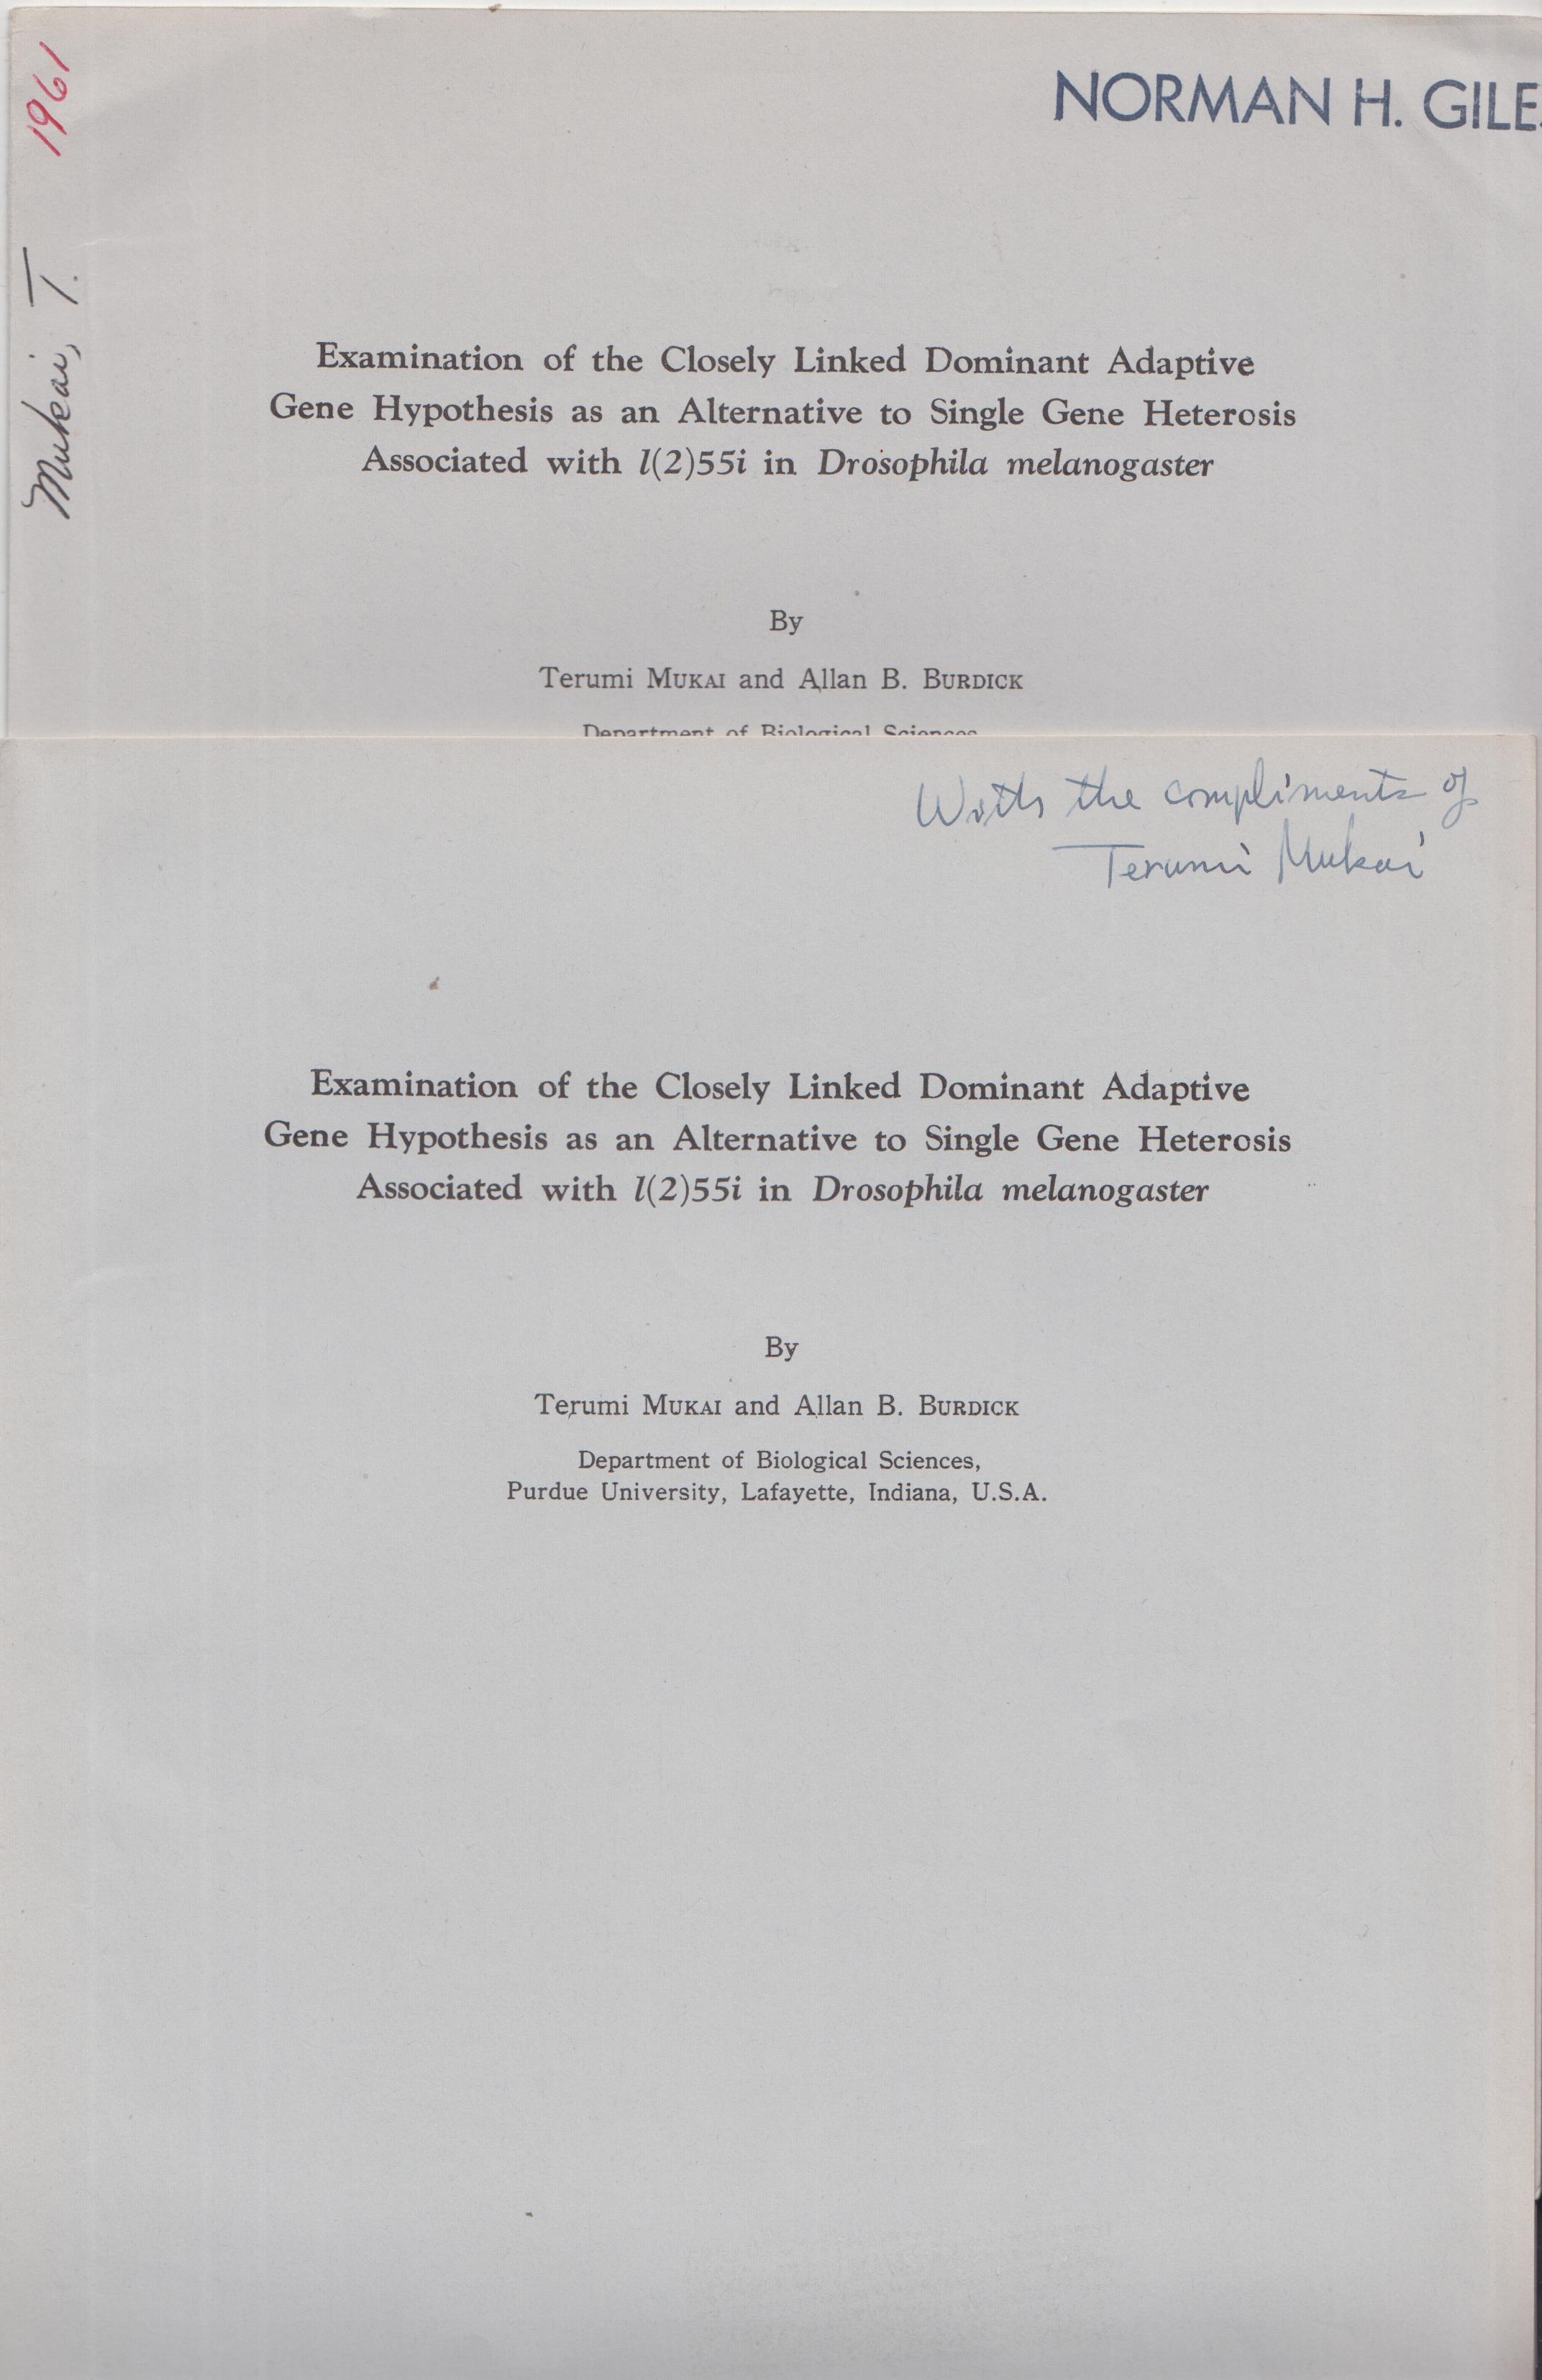 1961
NORMAN H. GILE
Mukai, T.
Examination of the Closely Linked Dominant Adaptive
Gene Hypothesis as an Alternative to Single Gene Heterosis
Associated with l(2)55i in Drosophila melanogaster
By
Terumi MUKAI and Allan B. BURDICK
Department of Biological Sciences
With the compliments of
Terumi Mukai
Examination of the Closely Linked Dominant Adaptive
Gene Hypothesis as an Alternative to Single Gene Heterosis
Associated with l(2)55i in Drosophila melanogaster
By
Terumi MUKAI and Allan B. BURDICK
Department of Biological Sciences,
Purdue University, Lafayette, Indiana, U.S.A.